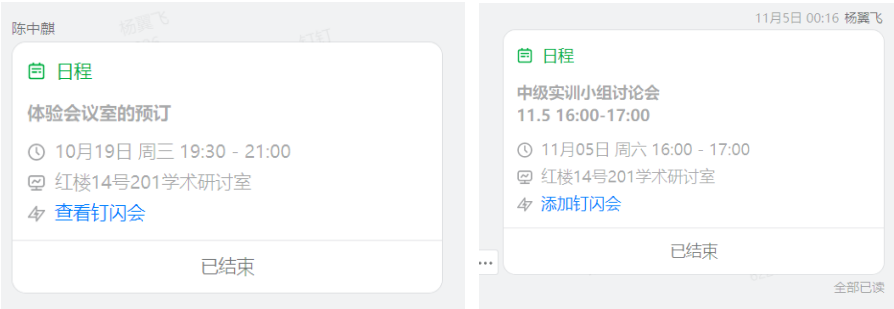 陈中麒
日程
体验会议室的预订
10月19日 周三 19:30 - 21:00
红楼14号201学术研讨室
查看钉闪会
已结束
11月5日 00:16 杨翼飞
日程
中级实训小组讨论会
11.5 16:00-17:00
11月05日 周六 16:00 - 17:00
红楼14号201学术研讨室
添加钉闪会
已结束
全部已读
杨翼飞
钉钉